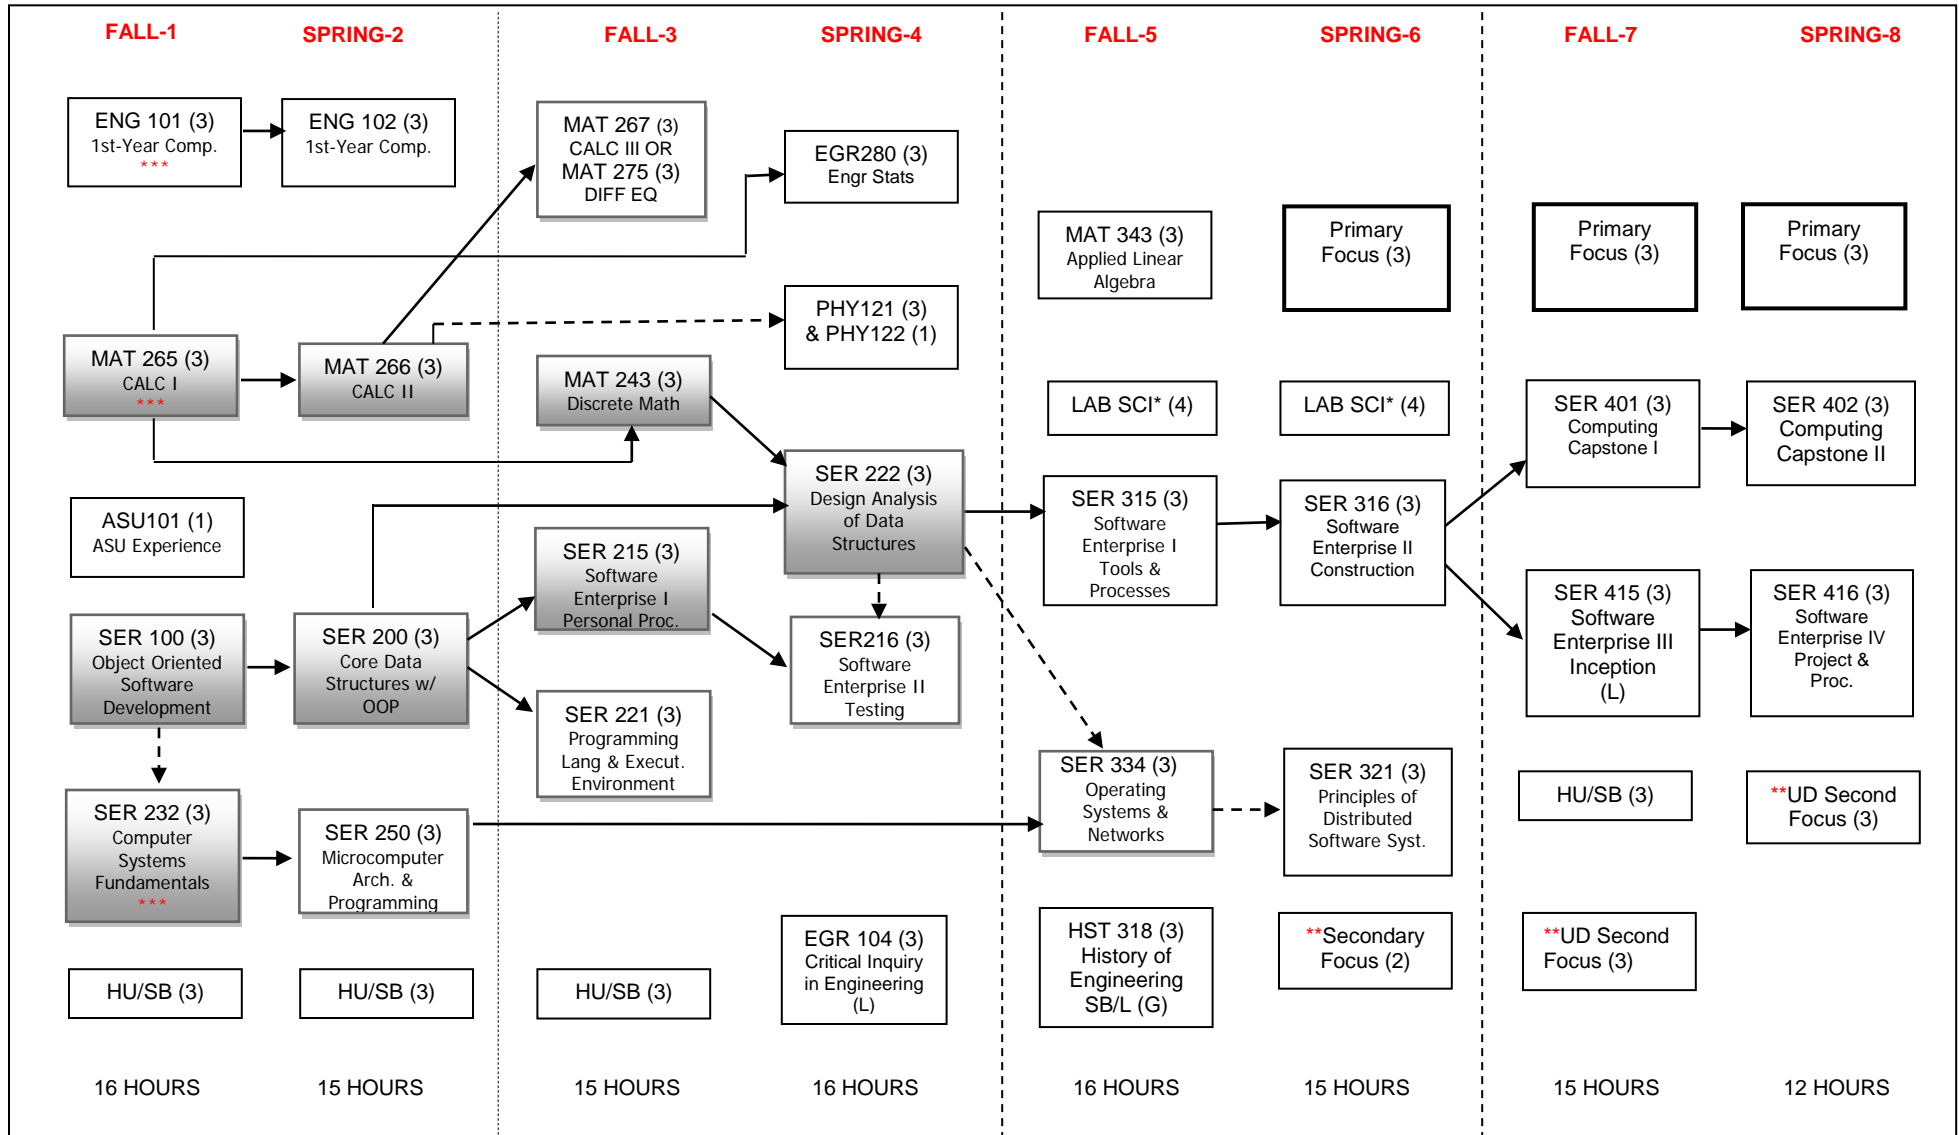 FALL-1
SPRING-2
FALL-3
SPRING-4
FALL-5
SPRING-6
FALL-7
SPRING-8
ENG 101 (3)
1st-Year Comp.
***
MAT 265 (3)
CALC I
***
ASU101 (1)
ASU Experience
SER 100 (3)
Object Oriented
Software
Development
SER 232 (3)
Computer
Systems
Fundamentals
***
HU/SB (3)
16 HOURS
ENG 102 (3)
1st-Year Comp.
MAT 266 (3)
CALC II
SER 200 (3)
Core Data
Structures w/
OOP
SER 250 (3)
Microcomputer
Arch. &
Programming
HU/SB (3)
15 HOURS
MAT 267 (3)
CALC III OR
MAT 275 (3)
DIFF EQ
MAT 243 (3)
Discrete Math
SER 215 (3)
Software
Enterprise I
Personal Proc.
SER 221 (3)
Programming
Lang & Execut.
Environment
HU/SB (3)
15 HOURS
EGR280 (3)
Engr Stats
PHY121 (3)
& PHY122 (1)
SER 222 (3)
Design Analysis
of Data
Structures
SER216 (3)
Software
Enterprise II
Testing
EGR 104 (3)
Critical Inquiry
in Engineering
(L)
16 HOURS
MAT 343 (3)
Applied Linear
Algebra
LAB SCI* (4)
SER 315 (3)
Software
Enterprise I
Tools &
Processes
SER 334 (3)
Operating
Systems &
Networks
HST 318 (3)
History of
Engineering
SB/L (G)
16 HOURS
Primary
Focus (3)
LAB SCI* (4)
SER 316 (3)
Software
Enterprise II
Construction
SER 321 (3)
Principles of
Distributed
Software Syst.
**Secondary
Focus (2)
15 HOURS
Primary
Focus (3)
SER 401 (3)
Computing
Capstone I
SER 415 (3)
Software
Enterprise III
Inception
(L)
HU/SB (3)
**UD Second
Focus (3)
15 HOURS
Primary
Focus (3)
SER 402 (3)
Computing
Capstone II
SER 416 (3)
Software
Enterprise IV
Project &
Proc.
**UD Second
Focus (3)
12 HOURS